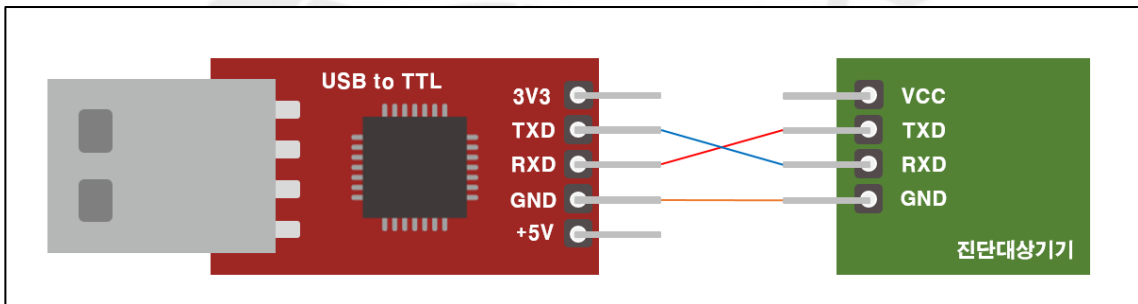 USB to TTL
3V3
TXD
RXD
GND
+5V
VCC
TXD
RXD
GND
진단대상기기